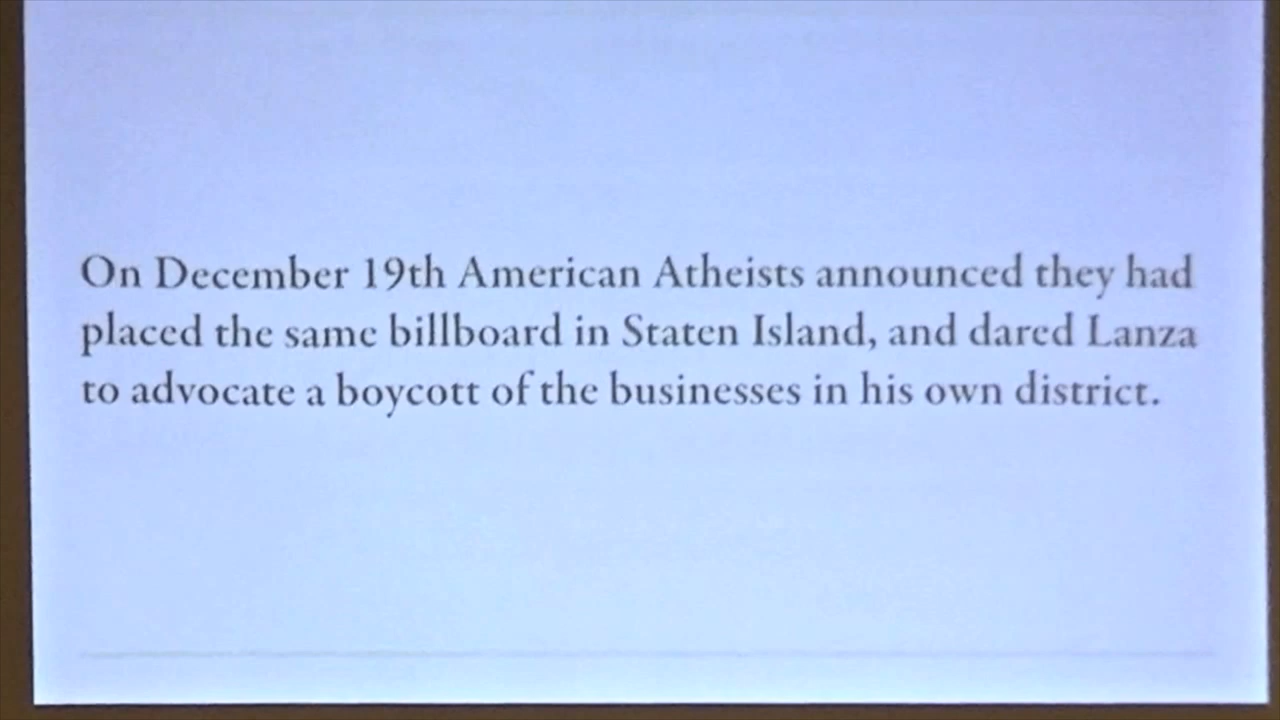 On December 19th American Atheists announced they had
placed the same billboard in Staten Island, and dared Lanza
to advocate a boycott of the businesses in his own district.